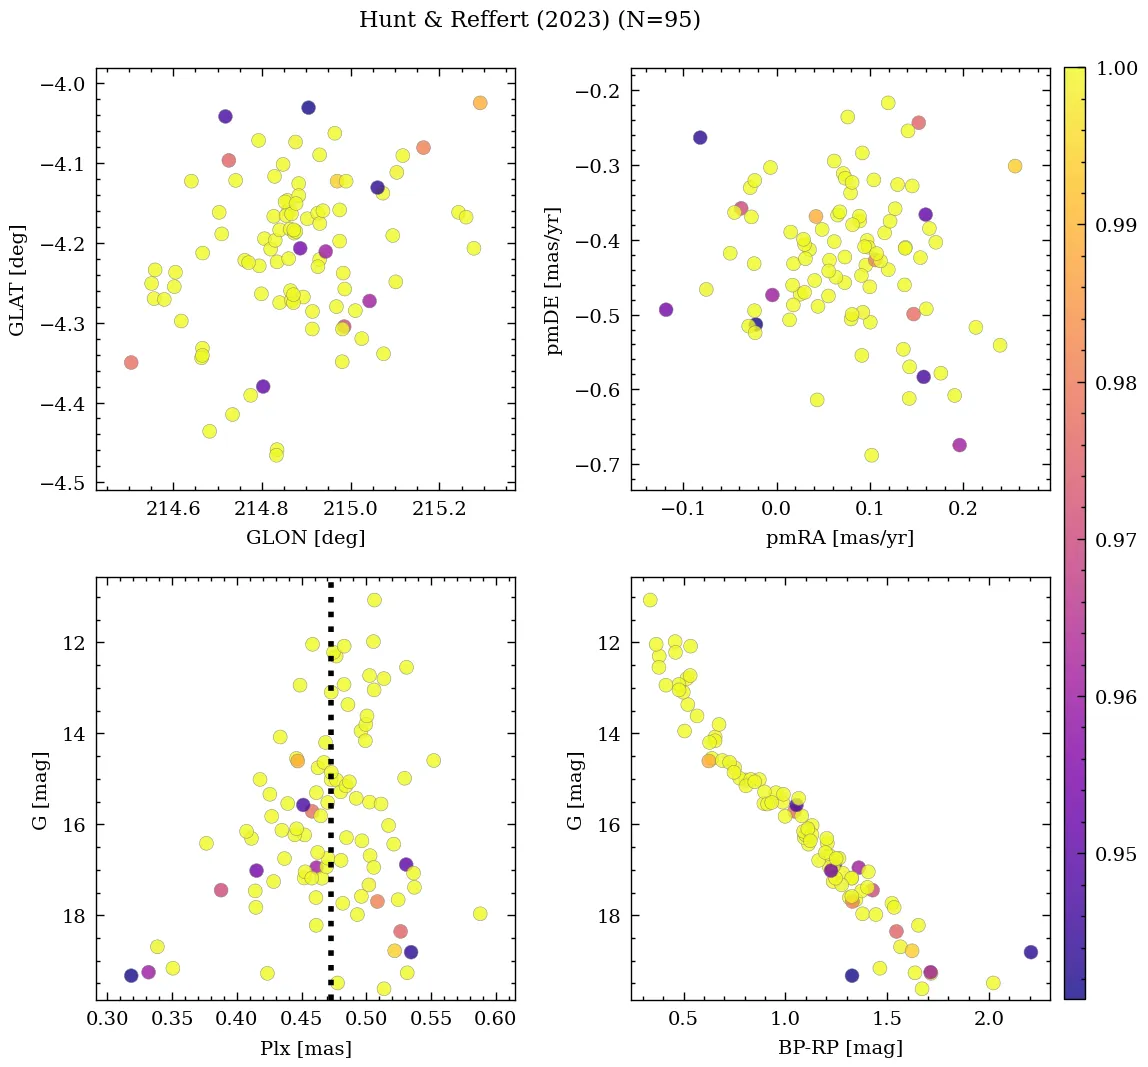 Hunt & Reffert (2023) (N=95)
−4.0
−4.1
−4.2
−4.3
−4.4
−4.5
GLAT [deg]
214.6 214.8 215.0 215.2
GLON [deg]
−0.2
−0.3
−0.4
−0.5
−0.6
−0.7
pmDE [mas/yr]
−0.1 0.0 0.1 0.2
pmRA [mas/yr]
12
14
16
18
G [mag]
0.30 0.35 0.40 0.45 0.50 0.55 0.60
Plx [mas]
12
14
16
18
G [mag]
0.5 1.0 1.5 2.0
BP-RP [mag]
1.00
0.99
0.98
0.97
0.96
0.95